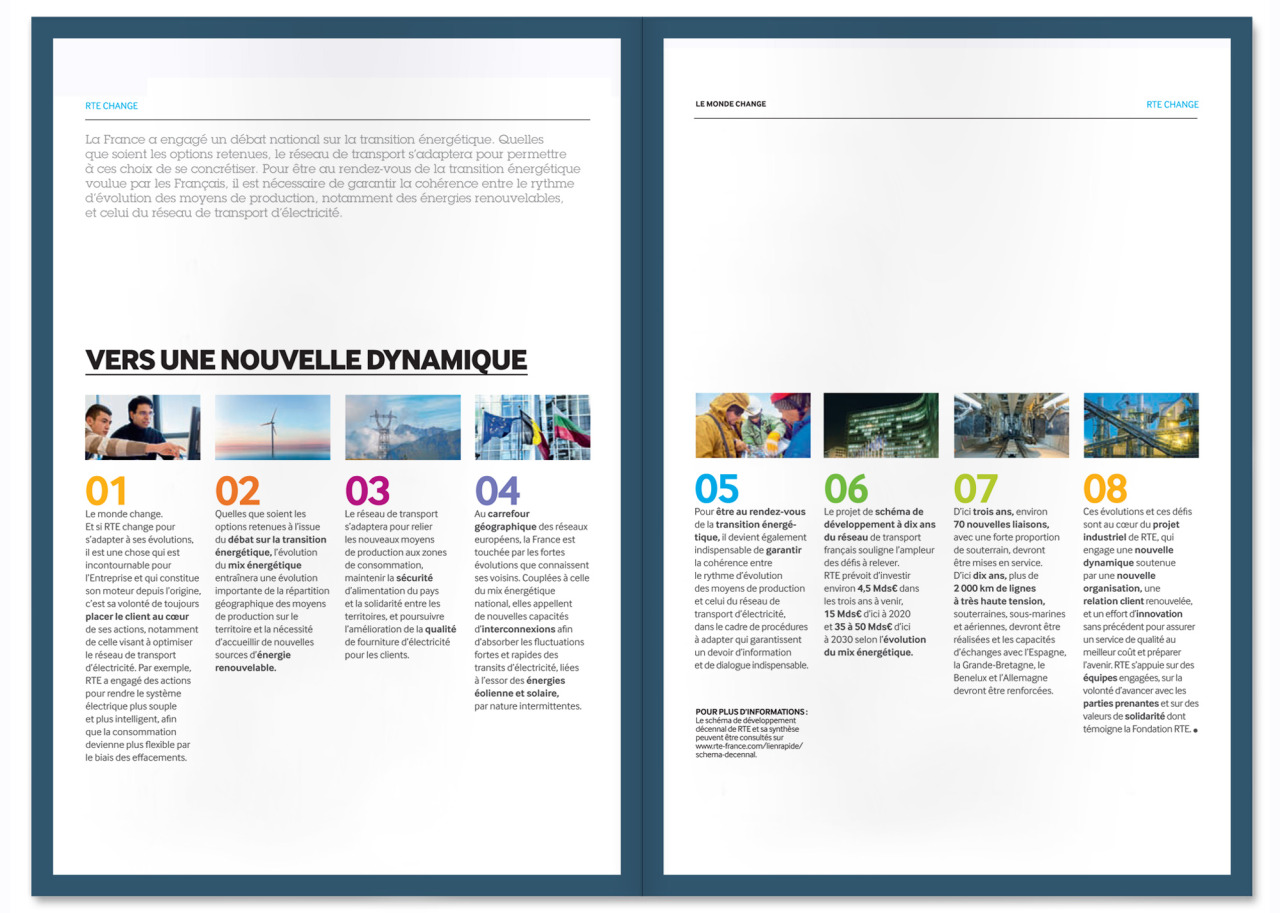 RTE CHANGE
La France a engagé un débat national sur la transition énergétique. Quelles
que soient les options retenues, le réseau de transport s'adaptera pour permettre
à ces choix de se concrétiser. Pour être au rendez-vous de la transition énergétique
voulue par les Français, il est nécessaire de garantir la cohérence entre le rythme
d'évolution des moyens de production, notamment des énergies renouvelables,
et celui du réseau de transport d'électricité.
VERS UNE NOUVELLE DYNAMIQUE
01
Le monde change.
Et si RTE change pour
s'adapter à ses évolutions,
il est une chose qui est
incontournable pour
l'Entreprise et qui constitue
son moteur depuis l'origine,
c'est sa volonté de toujours
placer le client au cœur
de ses actions, notamment
de celle visant à optimiser
le réseau de transport
d'électricité. Par exemple,
RTE a engagé des actions
pour rendre le système
électrique plus souple
et plus intelligent, afin
que la consommation
devienne plus flexible par
le biais des effacements.
02
Quelles que soient les
options retenues à l'issue
du débat sur la transition
énergétique, l'évolution
du mix énergétique
entraînera une évolution
importante de la répartition
géographique des moyens
de production sur le
territoire et la nécessité
d'accueillir de nouvelles
sources d'énergie
renouvelable.
03
Le réseau de transport
s'adaptera pour relier
les nouveaux moyens
de production aux zones
de consommation,
maintenir la sécurité
d'alimentation du pays
et la solidarité entre les
territoires, et poursuivre
l'amélioration de la qualité
de fourniture d'électricité
pour les clients.
04
Au carrefour
géographique des réseaux
européens, la France est
touchée par les fortes
évolutions que connaissent
ses voisins. Couplées à celle
du mix énergétique
national, elles appellent
de nouvelles capacités
d'interconnexions afin
d'absorber les fluctuations
fortes et rapides des
transits d'électricité, liées
à l'essor des énergies
éolienne et solaire,
par nature intermittentes.
LE MONDE CHANGE
RTE CHANGE
05
Pour être au rendez-vous
de la transition énergé-
tique, il devient également
indispensable de garantir
la cohérence entre
le rythme d'évolution
des moyens de production
et celui du réseau de
transport d'électricité,
dans le cadre de procédures
à adapter qui garantissent
un devoir d'information
et de dialogue indispensable.
POUR PLUS D'INFORMATIONS :
Le schéma de développement
décennal de RTE et sa synthèse
peuvent être consultés sur
www.rte-france.com/lienrapide/
schema-decennal.
06
Le projet de schéma de
développement à dix ans
du réseau de transport
français souligne l'ampleur
des défis à relever.
RTE prévoit d'investir
environ 4,5 Mds€ dans
les trois ans à venir,
15 Mds€ d'ici à 2020
et 35 à 50 Mds€ d'ici
à 2030 selon l'évolution
du mix énergétique.
07
D'ici trois ans, environ
70 nouvelles liaisons,
avec une forte proportion
de souterrain, devront
être mises en service.
D'ici dix ans, plus de
2 000 km de lignes
à très haute tension,
souterraines, sous-marines
et aériennes, devront être
réalisées et les capacités
d'échanges avec l'Espagne,
la Grande-Bretagne, le
Benelux et l'Allemagne
devront être renforcées.
08
Ces évolutions et ces défis
sont au cœur du projet
industriel de RTE, qui
engage une nouvelle
dynamique soutenue
par une nouvelle
organisation, une
relation client renouvelée,
et un effort d'innovation
sans précédent pour assurer
un service de qualité au
meilleur coût et préparer
l'avenir. RTE s'appuie sur des
équipes engagées, sur la
volonté d'avancer avec les
parties prenantes et sur des
valeurs de solidarité dont
témoigne la Fondation RTE. •